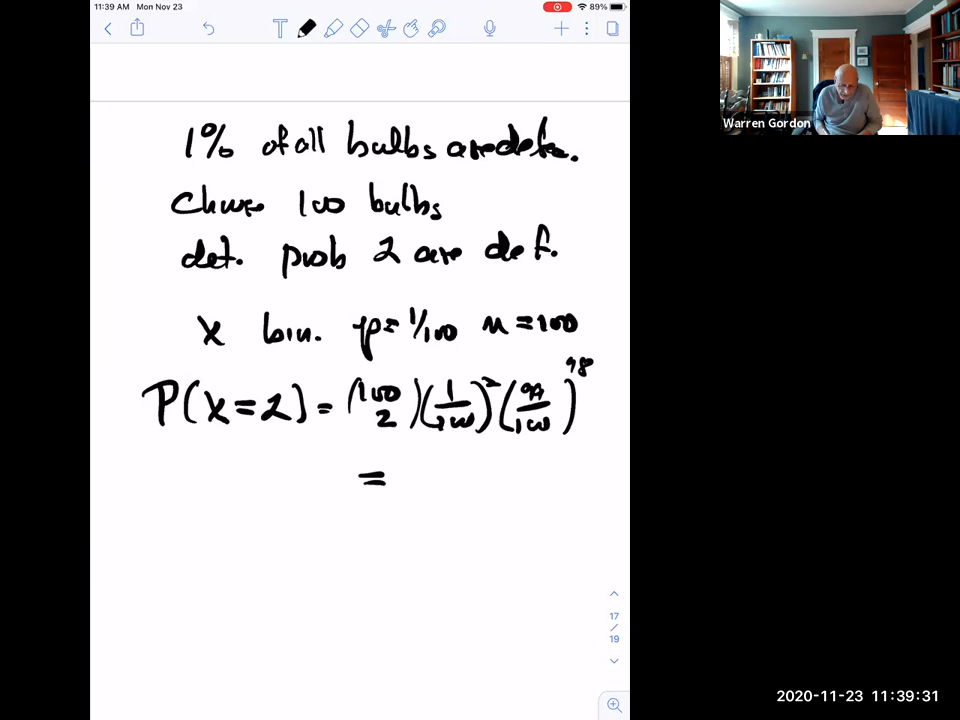 11:39 AM Mon Nov 23
89%
Warren Gordon
1% of all bulbs are defe.
Choose 100 bulbs
det. prob 2 are def.
X bin. p=1/100 n=100
P(X=2) = (100 2)(1/100)^2(99/100)^98
=
17
/
19
2020-11-23 11:39:31